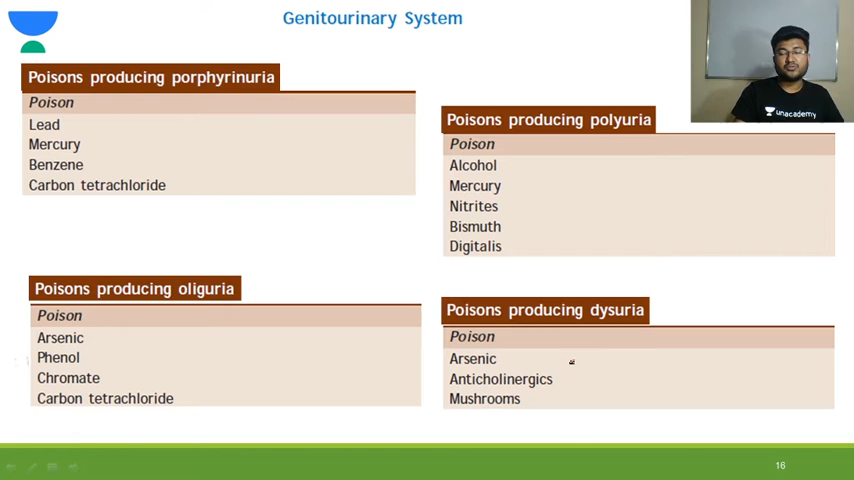 Genitourinary System
Poisons producing porphyrinuria
Poison
Lead
Mercury
Benzene
Carbon tetrachloride
Poisons producing polyuria
Poison
Alcohol
Mercury
Nitrites
Bismuth
Digitalis
Poisons producing oliguria
Poison
Arsenic
Phenol
Chromate
Carbon tetrachloride
Poisons producing dysuria
Poison
Arsenic
Anticholinergics
Mushrooms
unacademy
16